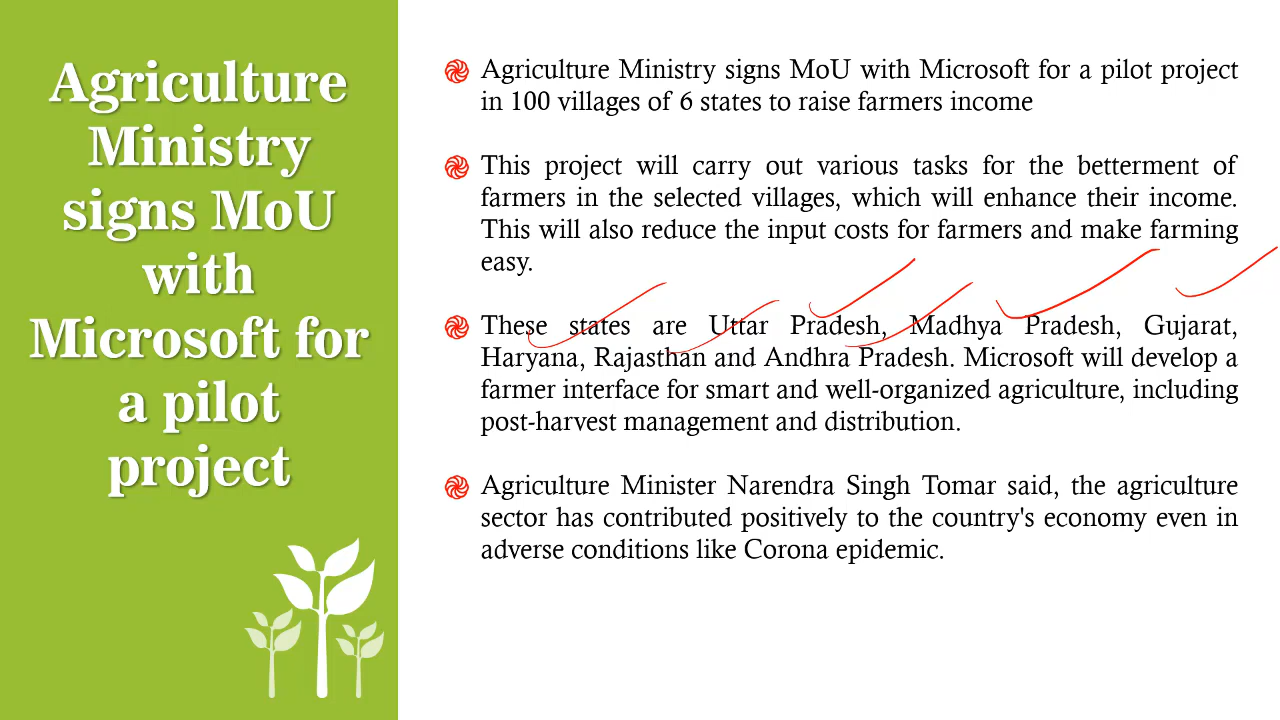 Agriculture
Ministry
signs MoU
with
Microsoft for
a pilot
project
Agriculture Ministry signs MoU with Microsoft for a pilot project
in 100 villages of 6 states to raise farmers income
This project will carry out various tasks for the betterment of
farmers in the selected villages, which will enhance their income.
This will also reduce the input costs for farmers and make farming
easy.
These states are Uttar Pradesh, Madhya Pradesh, Gujarat,
Haryana, Rajasthan and Andhra Pradesh. Microsoft will develop a
farmer interface for smart and well-organized agriculture, including
post-harvest management and distribution.
Agriculture Minister Narendra Singh Tomar said, the agriculture
sector has contributed positively to the country's economy even in
adverse conditions like Corona epidemic.